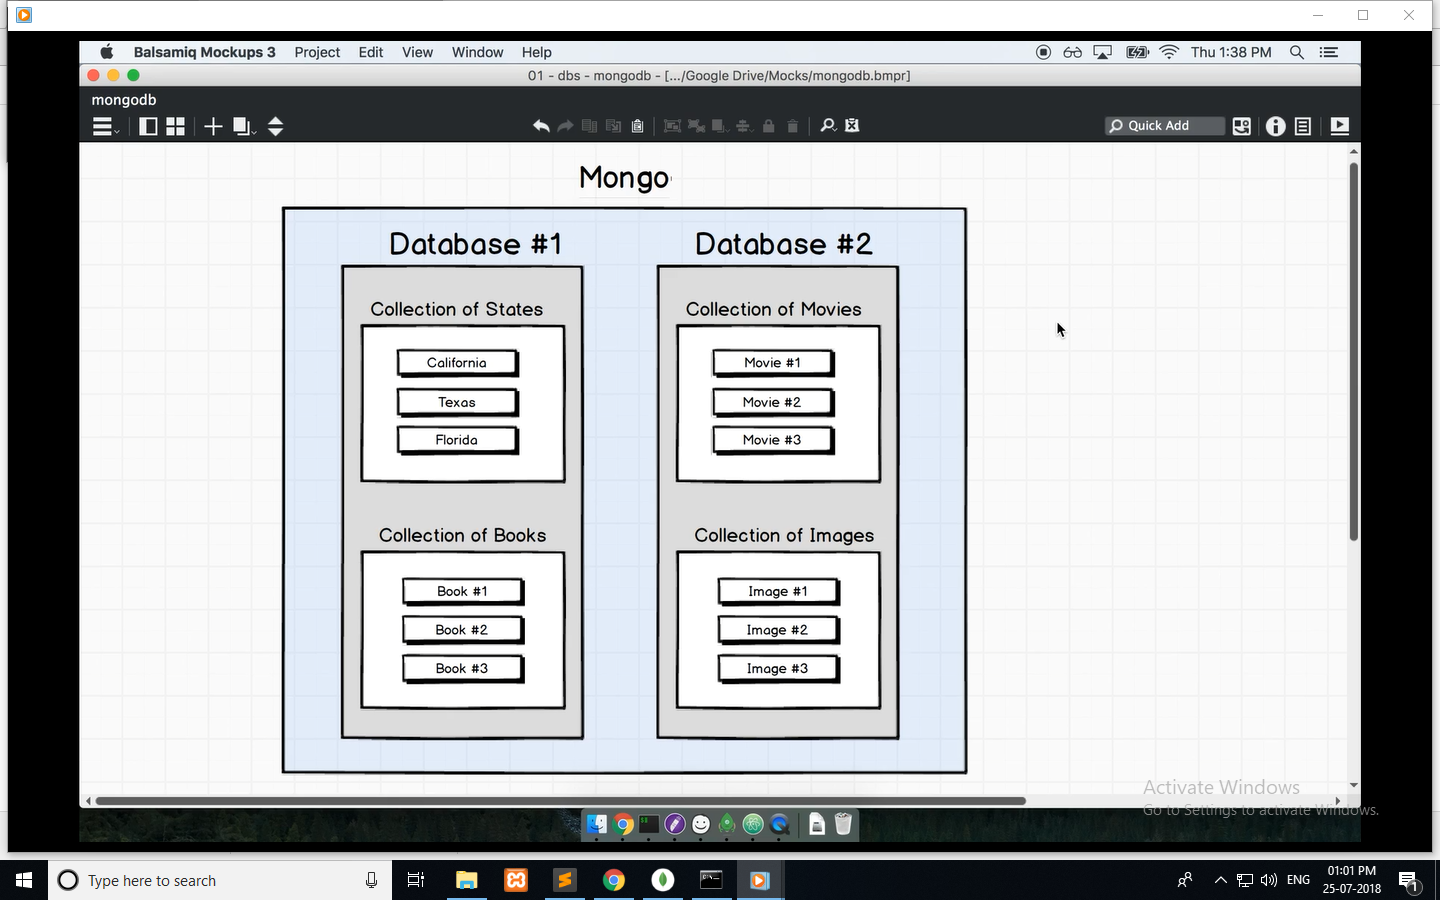 Balsamiq Mockups 3 Project Edit View Window Help Thu 1:38 PM
01 - dbs - mongodb - [.../Google Drive/Mocks/mongodb.bmpr]
mongodb
Quick Add
Mongo
Database #1
Database #2
Collection of States
Collection of Movies
California
Movie #1
Texas
Movie #2
Florida
Movie #3
Collection of Books
Collection of Images
Book #1
Image #1
Book #2
Image #2
Book #3
Image #3
Activate Windows
Go to Settings to activate Windows.
Type here to search
ENG
01:01 PM
25-07-2018
1